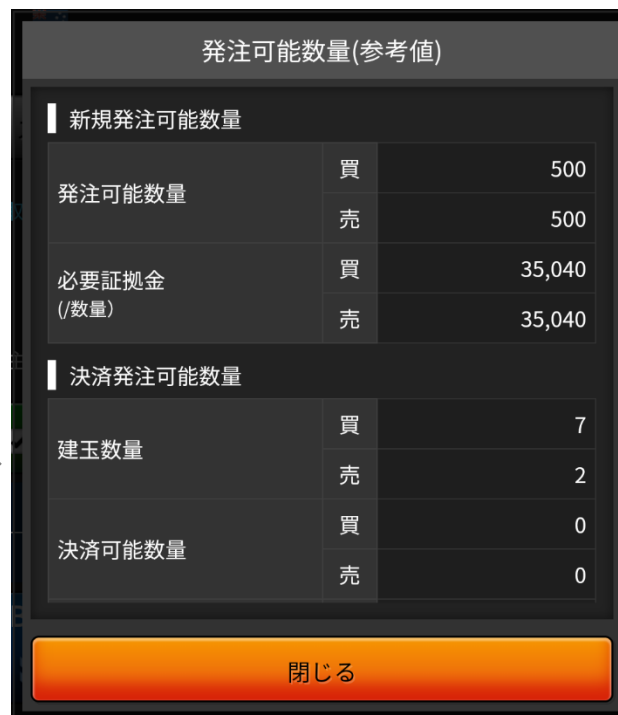 発注可能数量(参考値)
新規発注可能数量
発注可能数量
買
500
売
500
必要証拠金
(/数量)
買
35,040
売
35,040
決済発注可能数量
建玉数量
買
7
売
2
決済可能数量
買
0
売
0
閉じる